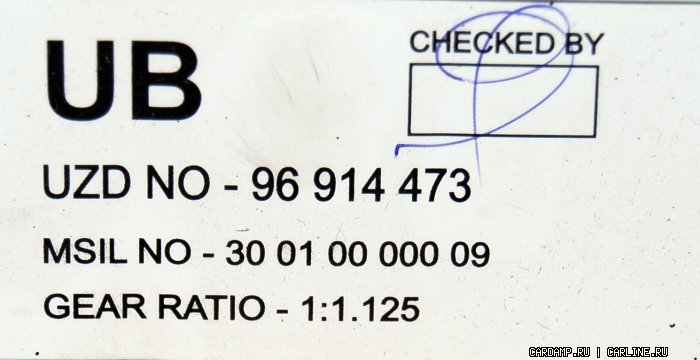 UB
CHECKED BY
UZD NO - 96 914 473
MSIL NO - 30 01 00 000 09
GEAR RATIO - 1:1.125
CARDAMP.RU | CARLINE.RU